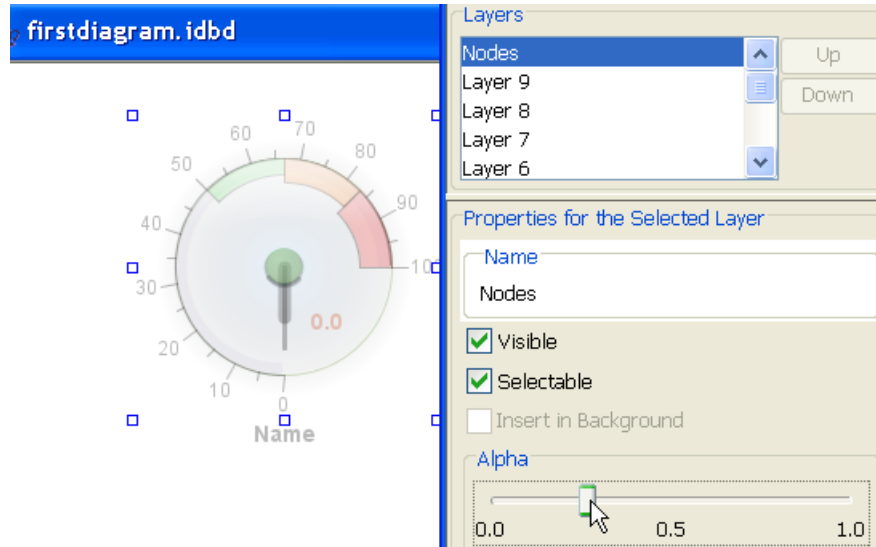 firstdiagram.idbd
60
70
50
80
40
90
30
10
20
0.0
10
0
Name
Layers
Nodes
Layer 9
Layer 8
Layer 7
Layer 6
Up
Down
Properties for the Selected Layer
Name
Nodes
Visible
Selectable
Insert in Background
Alpha
0.0
0.5
1.0